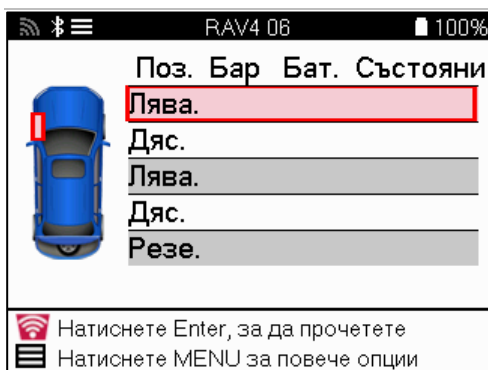 RAV4 06 100%
Поз. Бар Бат. Състояни
Лява.
Дяс.
Лява.
Дяс.
Резе.
Натиснете Enter, за да прочетете
Натиснете MENU за повече опции